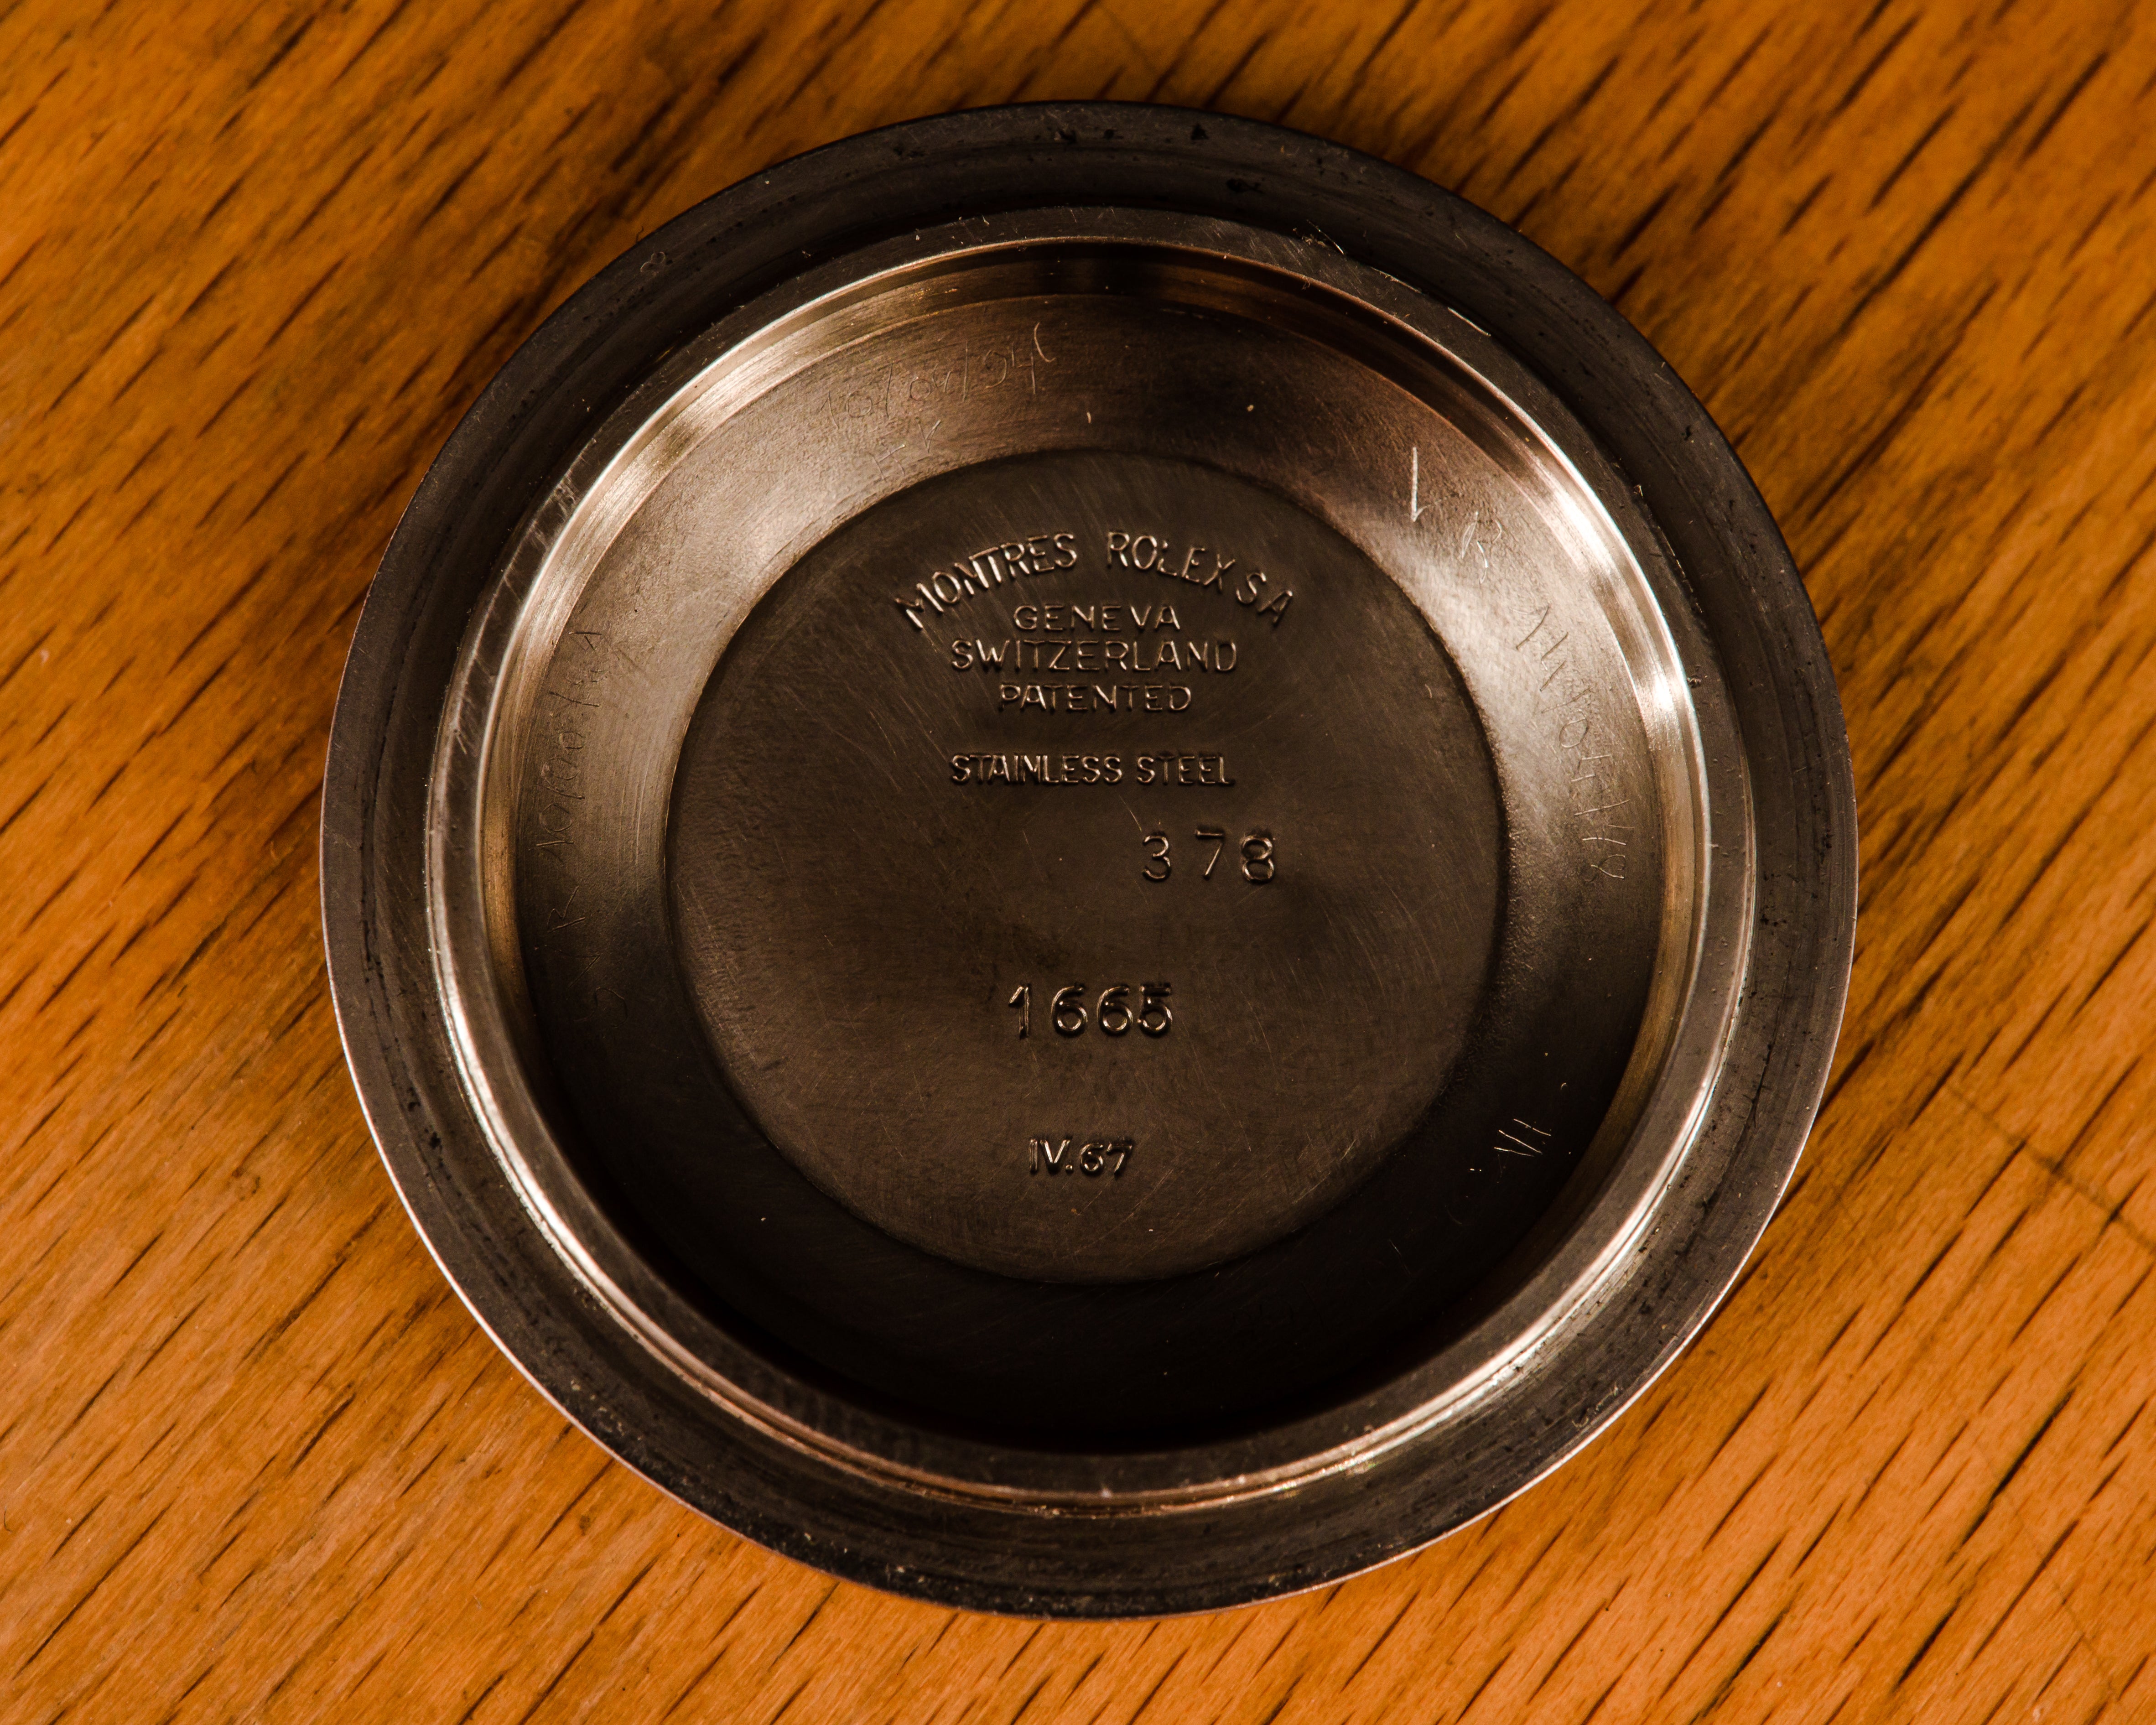 MONTRES ROLEX SA
GENEVA
SWITZERLAND
PATENTED
STAINLESS STEEL
378
1665
IV.67